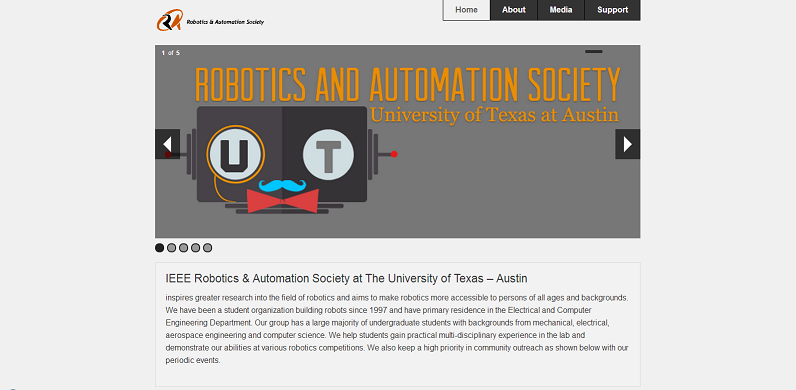 Robotics & Automation Society
Home About Media Support
1 of 5
ROBOTICS AND AUTOMATION SOCIETY
University of Texas at Austin
U T
IEEE Robotics & Automation Society at The University of Texas – Austin
inspires greater research into the field of robotics and aims to make robotics more accessible to persons of all ages and backgrounds.
We have been a student organization building robots since 1997 and have primary residence in the Electrical and Computer
Engineering Department. Our group has a large majority of undergraduate students with backgrounds from mechanical, electrical,
aerospace engineering and computer science. We help students gain practical multi-disciplinary experience in the lab and
demonstrate our abilities at various robotics competitions. We also keep a high priority in community outreach as shown below with our
periodic events.